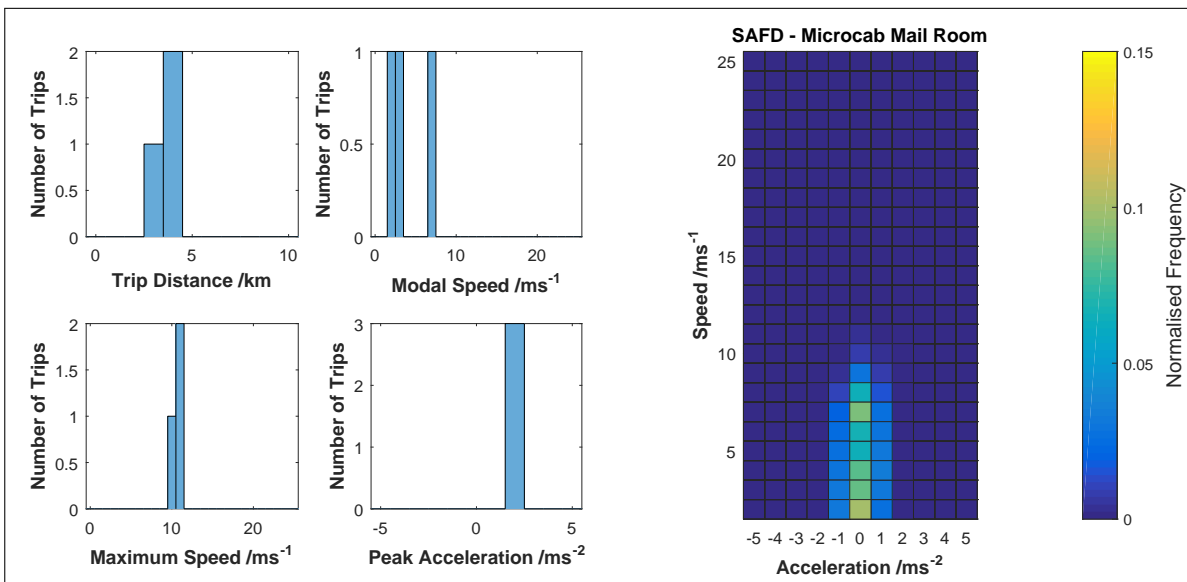 2
1.5
1
0.5
0
Number of Trips
0 5 10
Trip Distance /km
1
0.5
0
Number of Trips
0 10 20
Modal Speed /ms⁻¹
2
1.5
1
0.5
0
Number of Trips
0 10 20
Maximum Speed /ms⁻¹
3
2
1
0
Number of Trips
-5 0 5
Peak Acceleration /ms⁻²
SAFD - Microcab Mail Room
25
20
15
10
5
Speed /ms⁻¹
-5 -4 -3 -2 -1 0 1 2 3 4 5
Acceleration /ms⁻²
0.15
0.1
0.05
0
Normalised Frequency